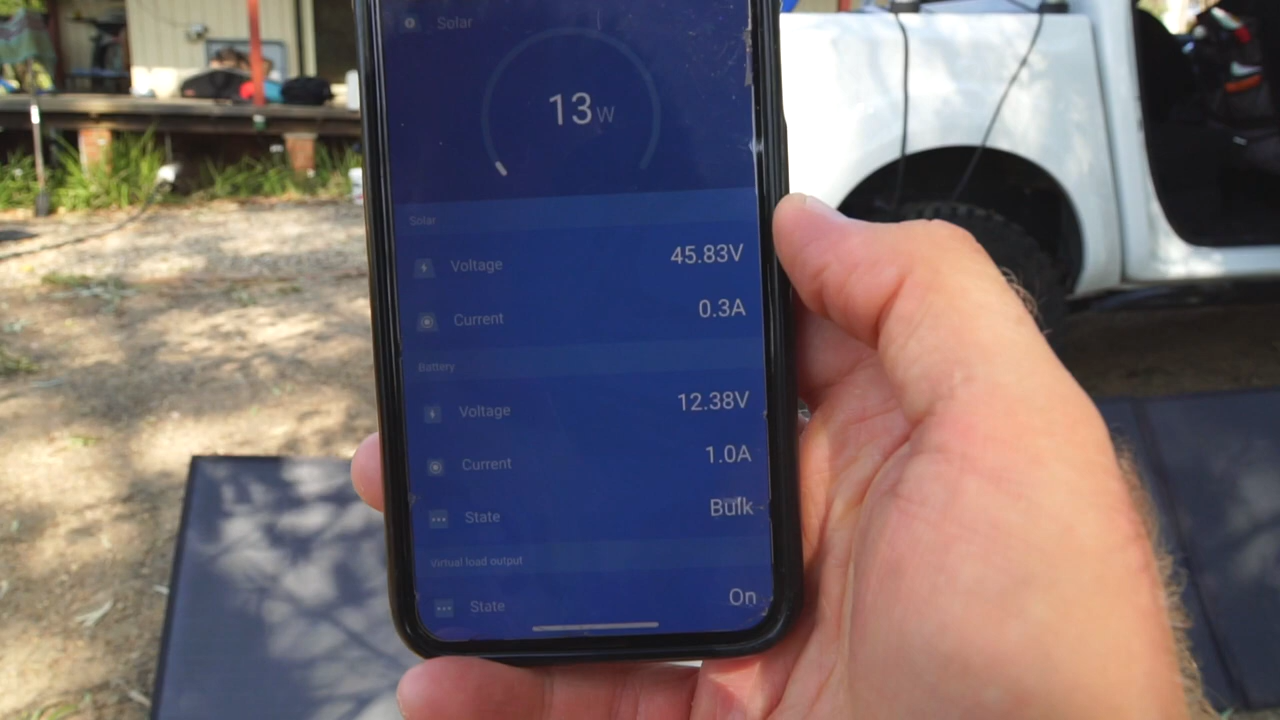 Solar
13W
Solar
Voltage 45.83V
Current 0.3A
Battery
Voltage 12.38V
Current 1.0A
State Bulk
Virtual load output
State On